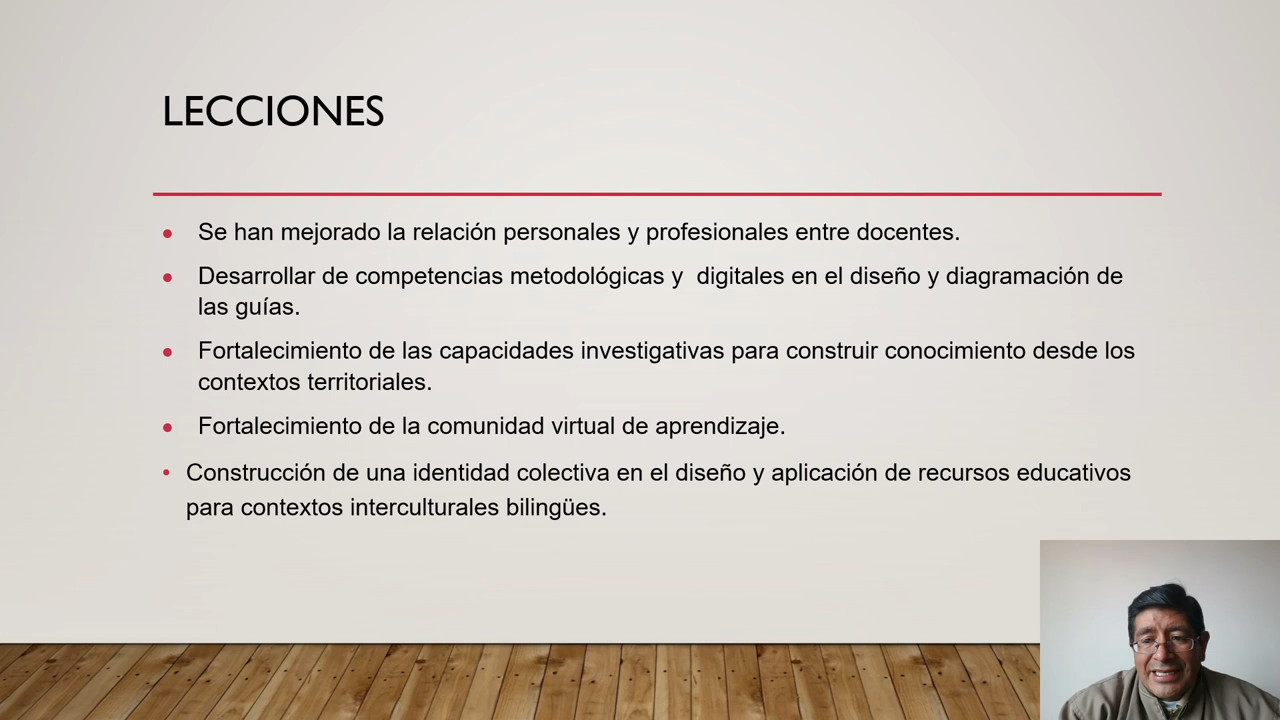 LECCIONES
Se han mejorado la relación personales y profesionales entre docentes.
Desarrollar de competencias metodológicas y  digitales en el diseño y diagramación de
las guías.
Fortalecimiento de las capacidades investigativas para construir conocimiento desde los
contextos territoriales.
Fortalecimiento de la comunidad virtual de aprendizaje.
Construcción de una identidad colectiva en el diseño y aplicación de recursos educativos
para contextos interculturales bilingües.